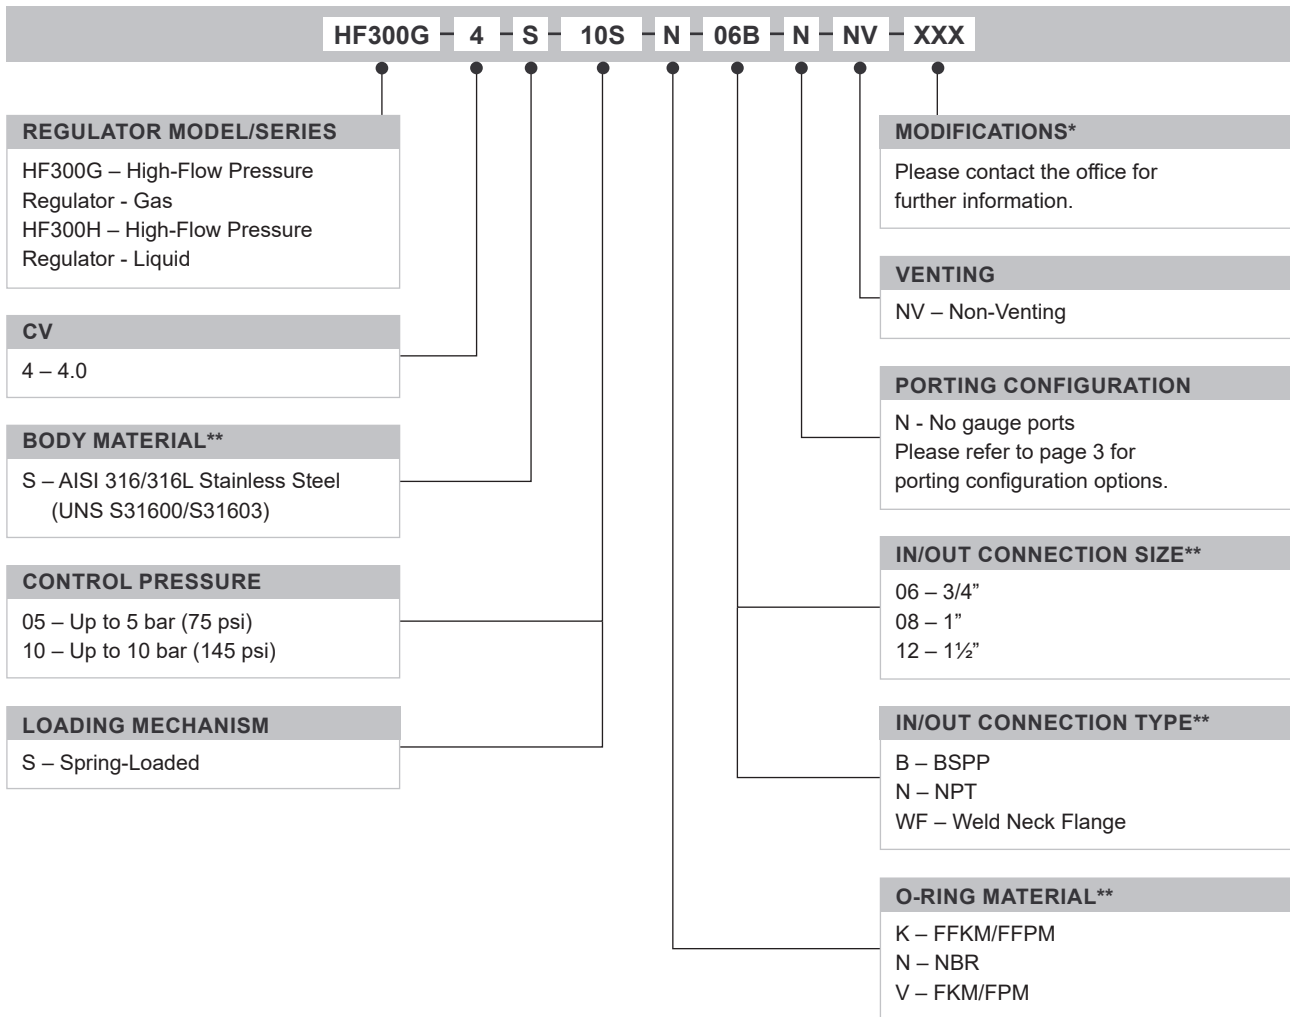 HF300G 4 S 10S N 06B N NV XXX
REGULATOR MODEL/SERIES
HF300G – High-Flow Pressure
Regulator - Gas
HF300H – High-Flow Pressure
Regulator - Liquid
CV
4 – 4.0
BODY MATERIAL**
S – AISI 316/316L Stainless Steel
(UNS S31600/S31603)
CONTROL PRESSURE
05 – Up to 5 bar (75 psi)
10 – Up to 10 bar (145 psi)
LOADING MECHANISM
S – Spring-Loaded
MODIFICATIONS*
Please contact the office for
further information.
VENTING
NV – Non-Venting
PORTING CONFIGURATION
N - No gauge ports
Please refer to page 3 for
porting configuration options.
IN/OUT CONNECTION SIZE**
06 – 3/4”
08 – 1”
12 – 1½”
IN/OUT CONNECTION TYPE**
B – BSPP
N – NPT
WF – Weld Neck Flange
O-RING MATERIAL**
K – FFKM/FFPM
N – NBR
V – FKM/FPM